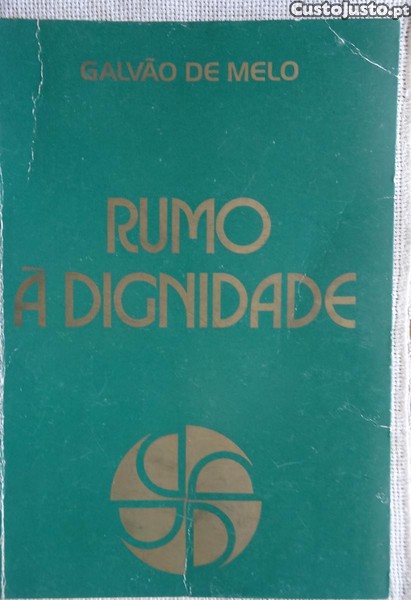 CustoJusto.pt
GALVÃO DE MELO
RUMO
À DIGNIDADE